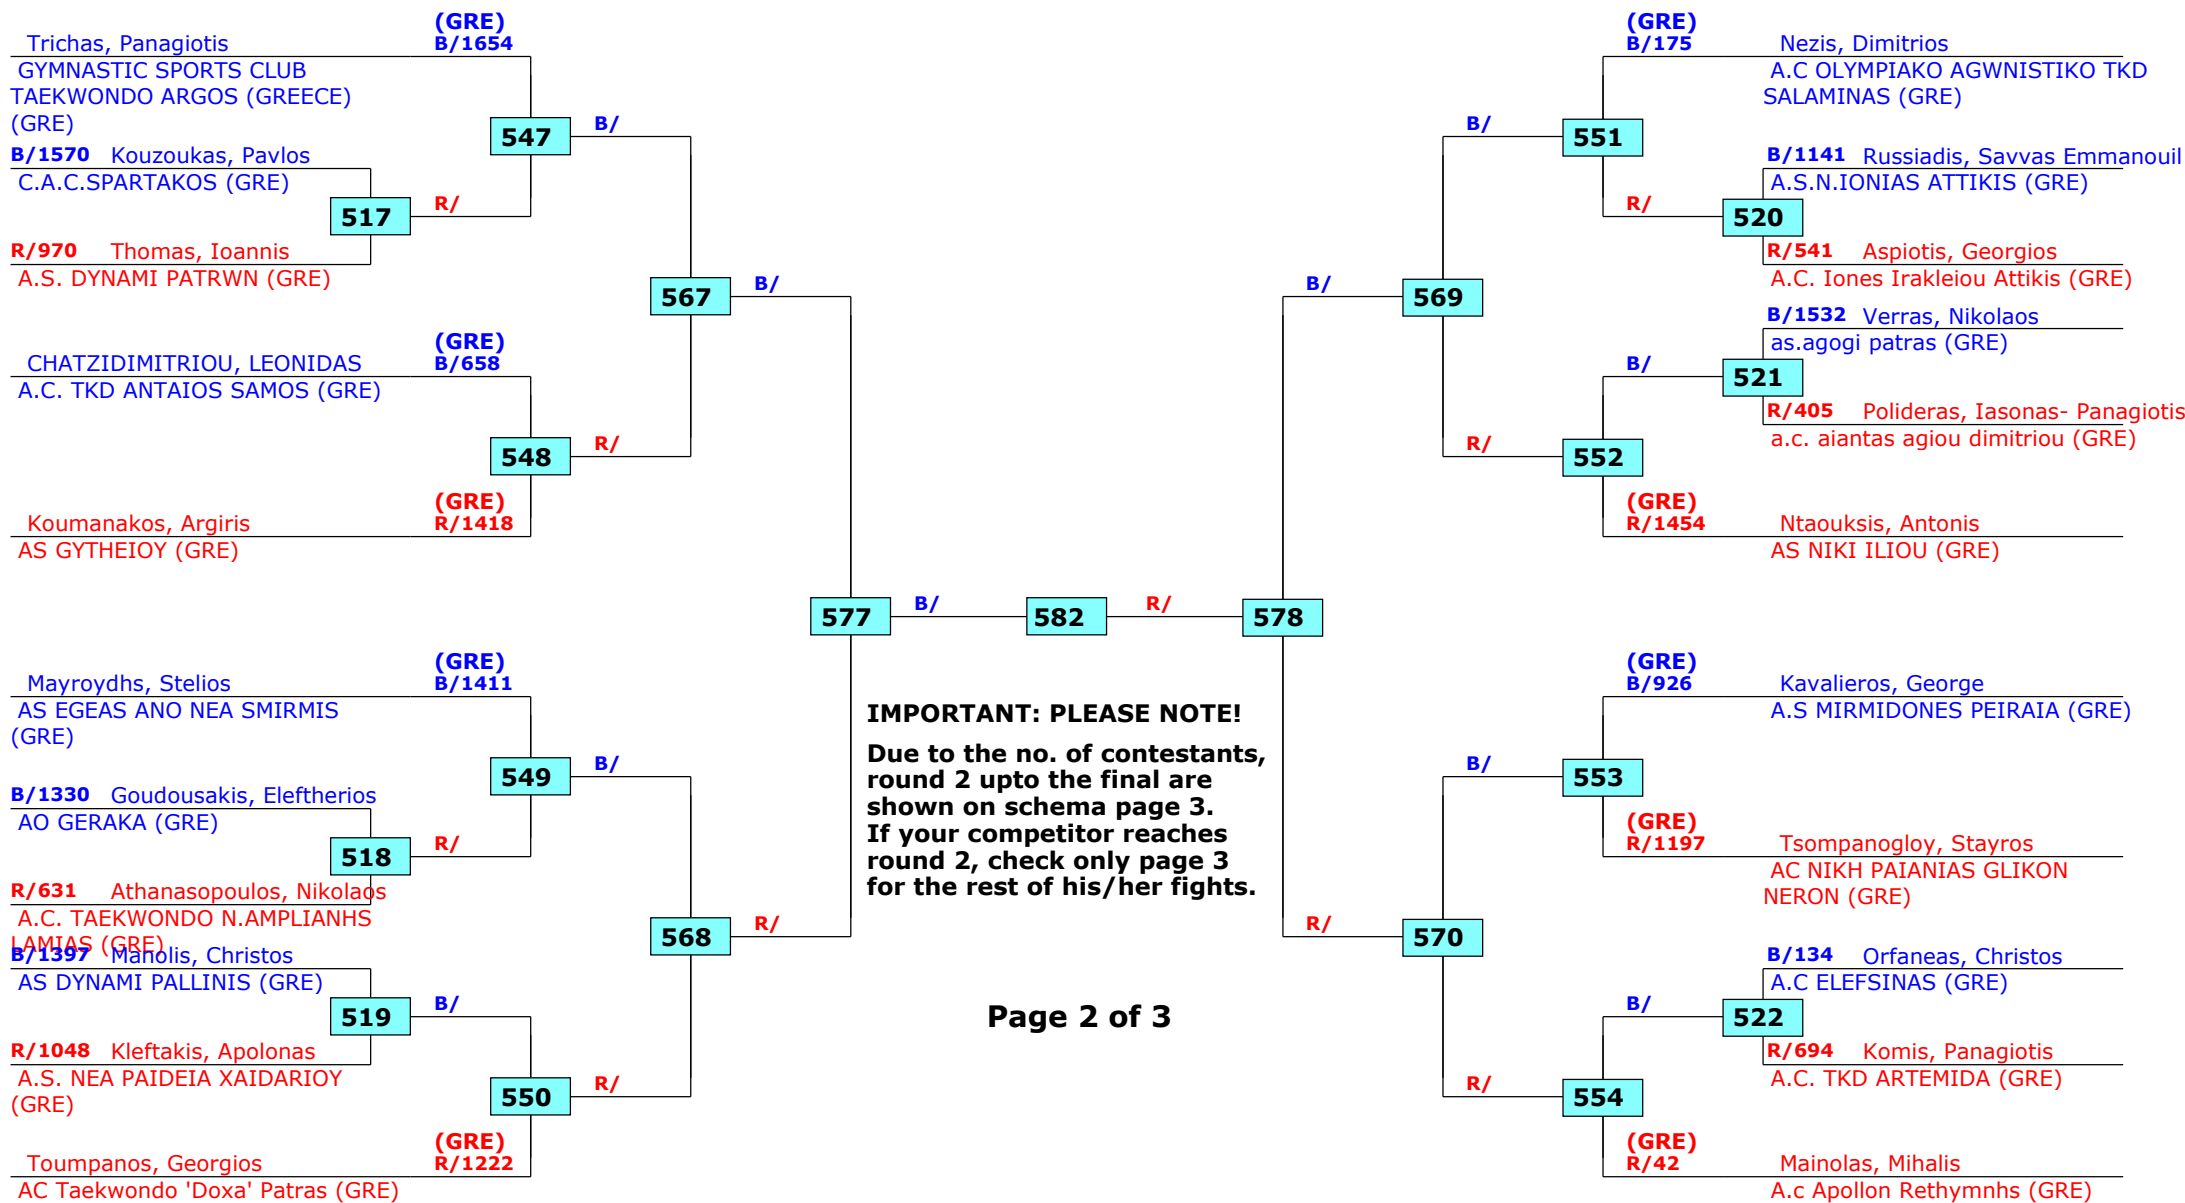 (GRE)
Trichas, Panagiotis B/1654
GYMNASTIC SPORTS CLUB
TAEKWONDO ARGOS (GREECE)
(GRE)
547
B/
B/1570 Kouzoukas, Pavlos
C.A.C.SPARTAKOS (GRE)
517
R/
R/970 Thomas, Ioannis
A.S. DYNAMI PATRWN (GRE)
567
B/
(GRE)
CHATZIDIMITRIOU, LEONIDAS B/658
A.C. TKD ANTAIOS SAMOS (GRE)
548
R/
(GRE)
Koumanakos, Argiris R/1418
AS GYTHEIOY (GRE)
577
B/
582
R/
578
(GRE)
Mayroydhs, Stelios B/1411
AS EGEAS ANO NEA SMIRMIS
(GRE)
549
B/
B/1330 Goudousakis, Eleftherios
AO GERAKA (GRE)
518
R/
R/631 Athanasopoulos, Nikolaos
A.C. TAEKWONDO N.AMPLIANHS
LAMIAS (GRE)
568
R/
B/1397 Manolis, Christos
AS DYNAMI PALLINIS (GRE)
519
B/
R/1048 Kleftakis, Apolonas
A.S. NEA PAIDEIA XAIDARIOY
(GRE)
550
R/
(GRE)
Toumpanos, Georgios R/1222
AC Taekwondo 'Doxa' Patras (GRE)
IMPORTANT: PLEASE NOTE!
Due to the no. of contestants,
round 2 upto the final are
shown on schema page 3.
If your competitor reaches
round 2, check only page 3
for the rest of his/her fights.
Page 2 of 3
(GRE)
B/175 Nezis, Dimitrios
A.C OLYMPIAKO AGWNISTIKO TKD
SALAMINAS (GRE)
B/
551
B/1141 Russiadis, Savvas Emmanouil
A.S.N.IONIAS ATTIKIS (GRE)
R/
520
R/541 Aspiotis, Georgios
A.C. Iones Irakleiou Attikis (GRE)
B/
569
B/1532 Verras, Nikolaos
as.agogi patras (GRE)
B/
521
R/405 Polideras, Iasonas- Panagiotis
a.c. aiantas agiou dimitriou (GRE)
R/
552
(GRE)
R/1454 Ntaouksis, Antonis
AS NIKI ILIOU (GRE)
(GRE)
B/926 Kavalieros, George
A.S MIRMIDONES PEIRAIA (GRE)
B/
553
(GRE)
R/1197 Tsompanogloy, Stayros
AC NIKH PAIANIAS GLIKON
NERON (GRE)
R/
570
B/134 Orfaneas, Christos
A.C ELEFSINAS (GRE)
B/
522
R/694 Komis, Panagiotis
A.C. TKD ARTEMIDA (GRE)
R/
554
(GRE)
R/42 Mainolas, Mihalis
A.c Apollon Rethymnhs (GRE)